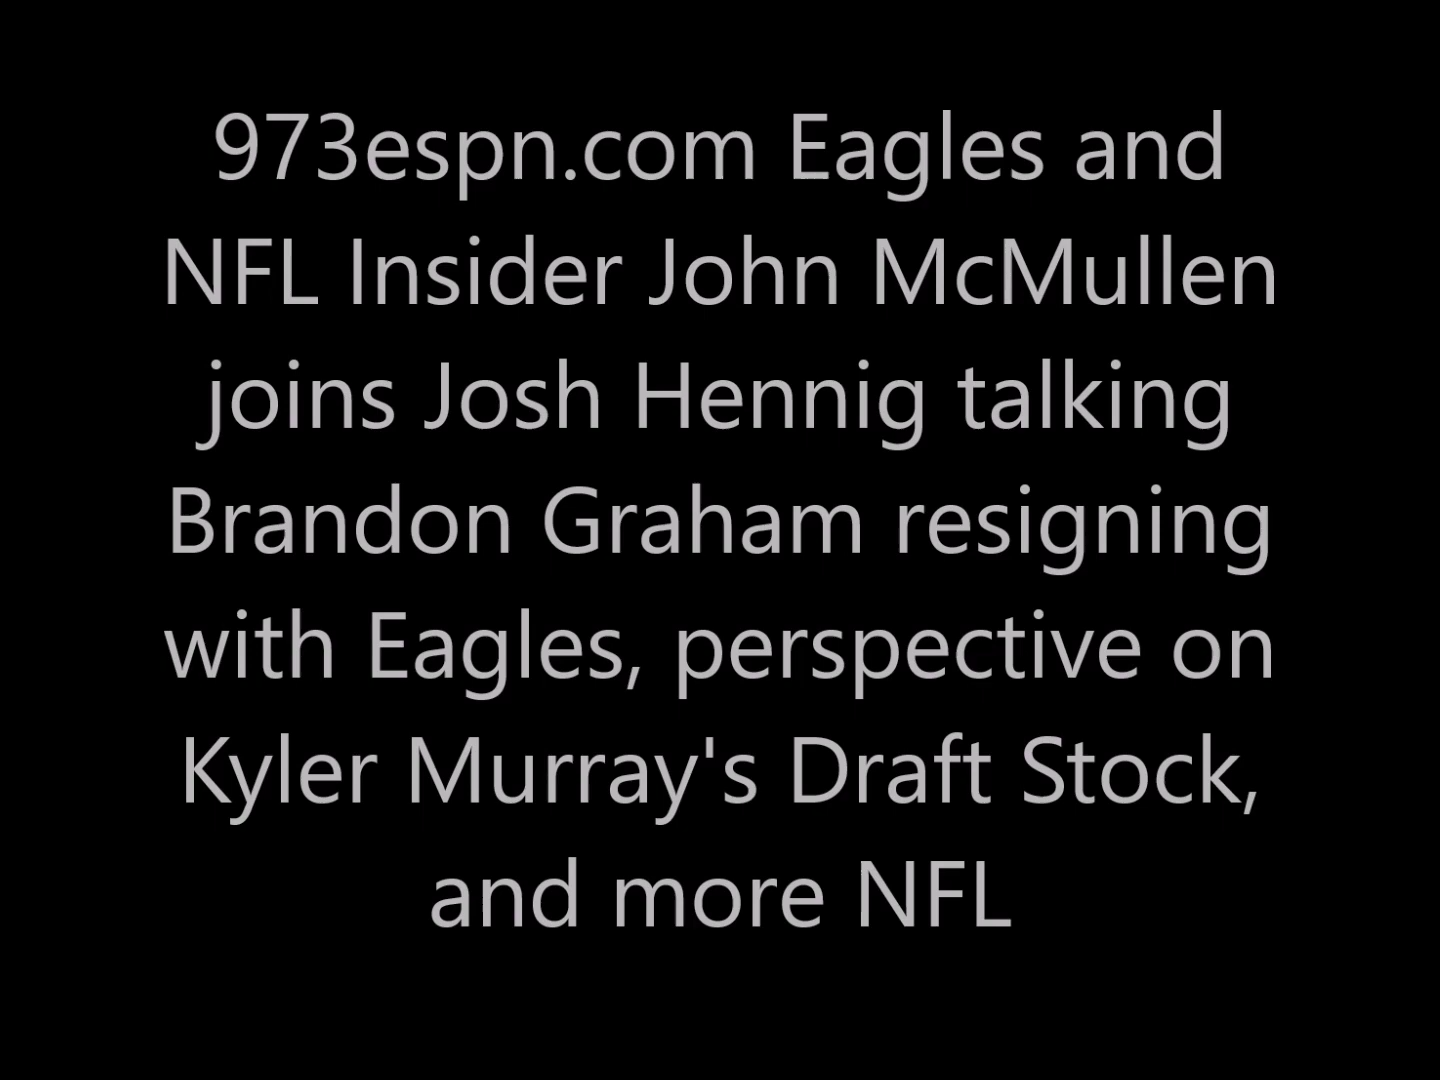 973espn.com Eagles and
NFL Insider John McMullen
joins Josh Hennig talking
Brandon Graham resigning
with Eagles, perspective on
Kyler Murray's Draft Stock,
and more NFL